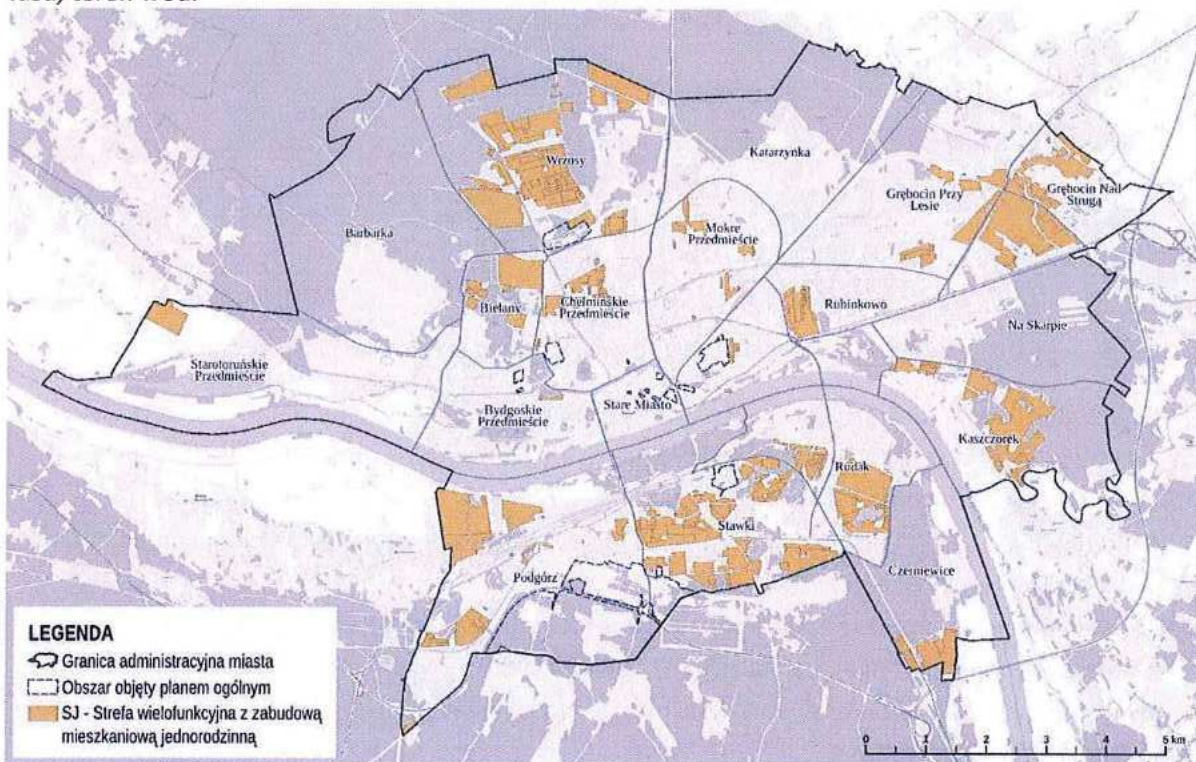 Wrzosy
Katarzynka
Grębocin Przy
Lesie
Grębocin Nad
Strugą
Barbarka
Mokre
Przedmieście
Bielany
Chełmińskie
Przedmieście
Rubinkowo
Na Skarpie
Starotoruńskie
Przedmieście
Bydgoskie
Przedmieście
Stare Miasto
Kaszczorek
Rudak
Stawki
Podgórz
Czerniewice
LEGENDA
Granica administracyjna miasta
Obszar objęty planem ogólnym
SJ - Strefa wielofunkcyjna z zabudową
mieszkaniową jednorodzinną
0 1 2 3 4 5 km